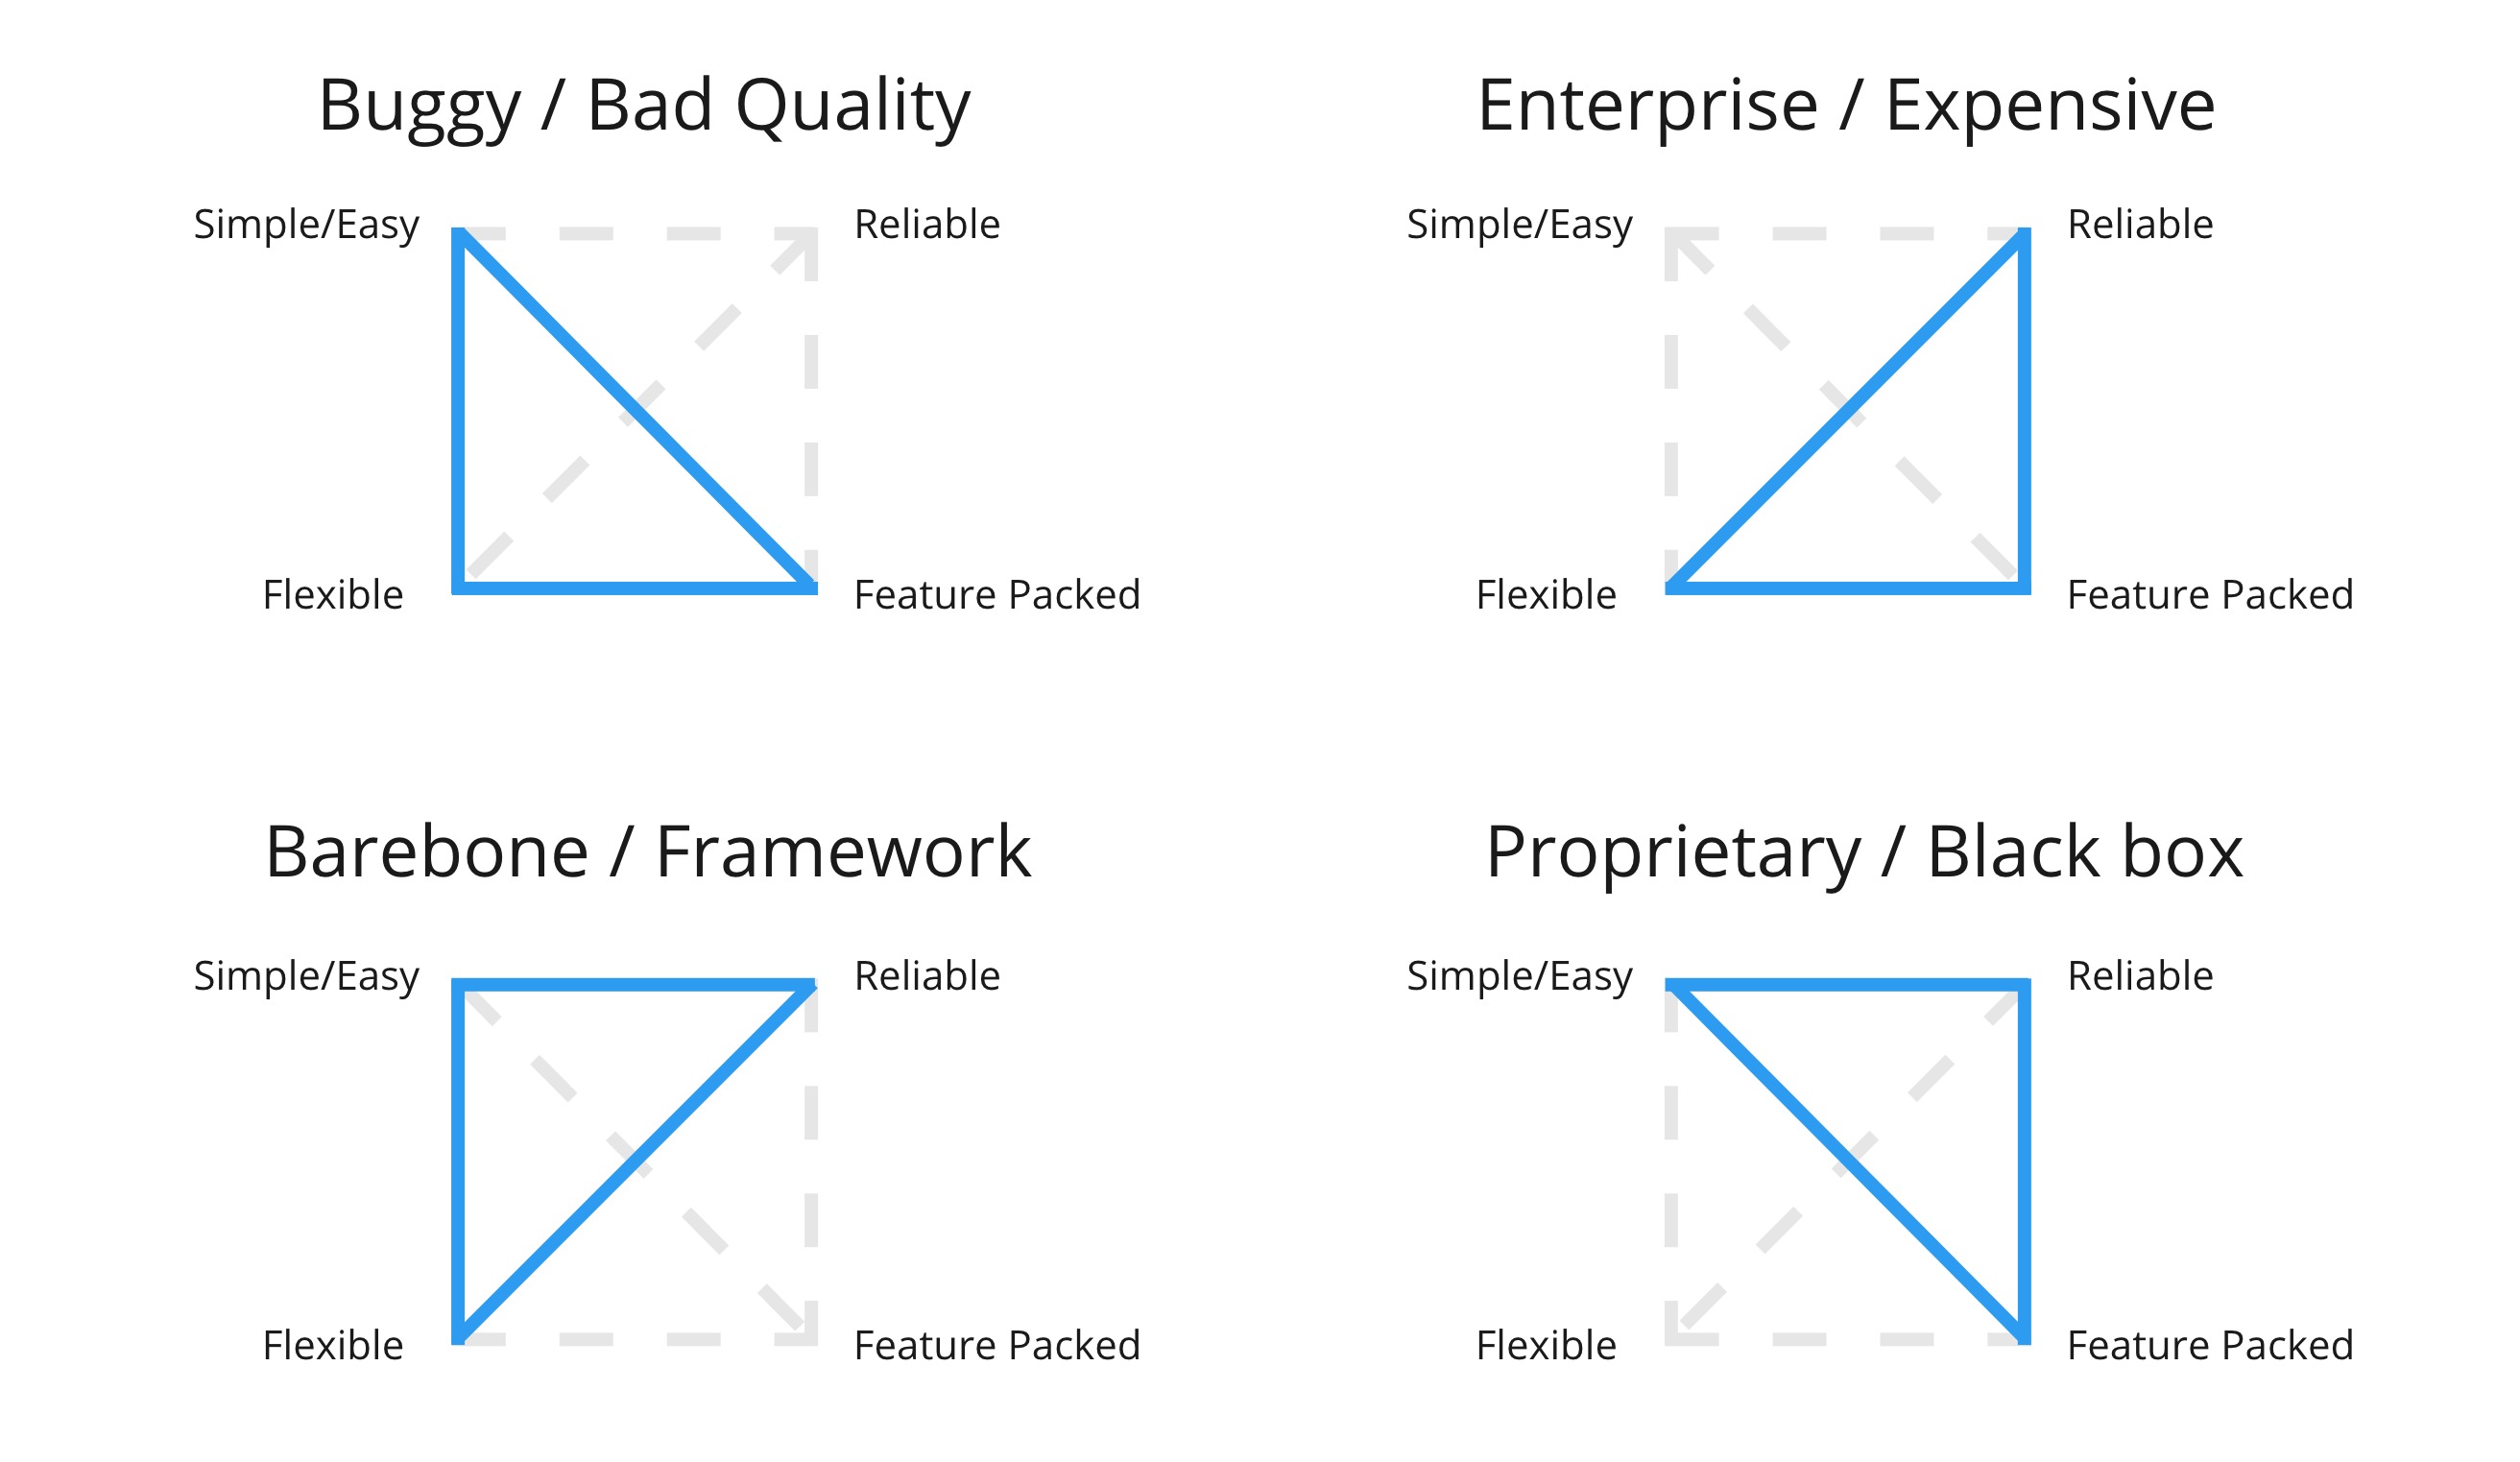 Buggy / Bad Quality
Simple/Easy
Reliable
Flexible
Feature Packed
Enterprise / Expensive
Simple/Easy
Reliable
Flexible
Feature Packed
Barebone / Framework
Simple/Easy
Reliable
Flexible
Feature Packed
Proprietary / Black box
Simple/Easy
Reliable
Flexible
Feature Packed